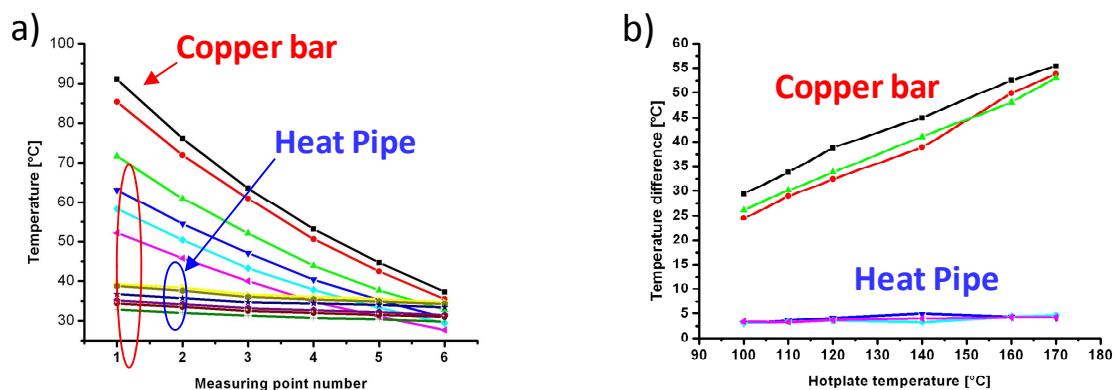 a)
Copper bar
Heat Pipe
Temperature [°C]
100
90
80
70
60
50
40
30
1 2 3 4 5 6
Measuring point number
b)
Copper bar
Heat Pipe
Temperature difference [°C]
60
55
50
45
40
35
30
25
20
15
10
5
0
90 100 110 120 130 140 150 160 170 180
Hotplate temperature [°C]